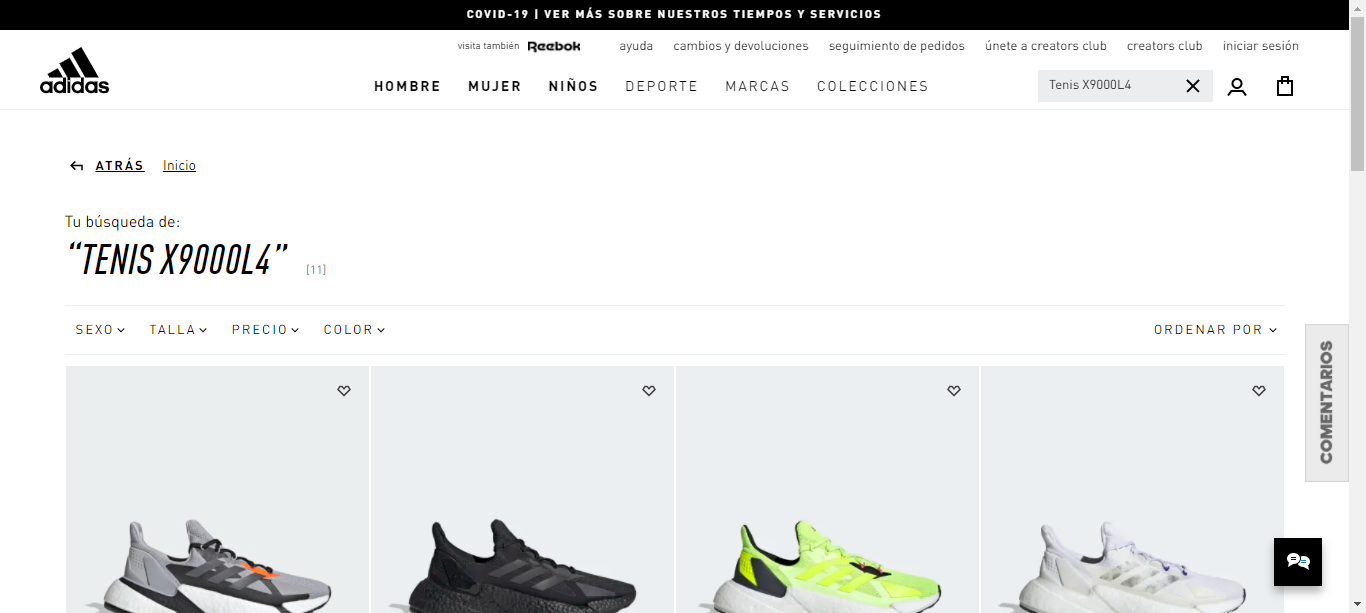 COVID-19 | VER MÁS SOBRE NUESTROS TIEMPOS Y SERVICIOS
visita también Reebok ayuda cambios y devoluciones seguimiento de pedidos únete a creators club creators club iniciar sesión
adidas
HOMBRE MUJER NIÑOS DEPORTE MARCAS COLECCIONES Tenis X9000L4
ATRÁS Inicio
Tu búsqueda de:
“TENIS X9000L4” [11]
SEXO TALLA PRECIO COLOR ORDENAR POR
COMENTARIOS